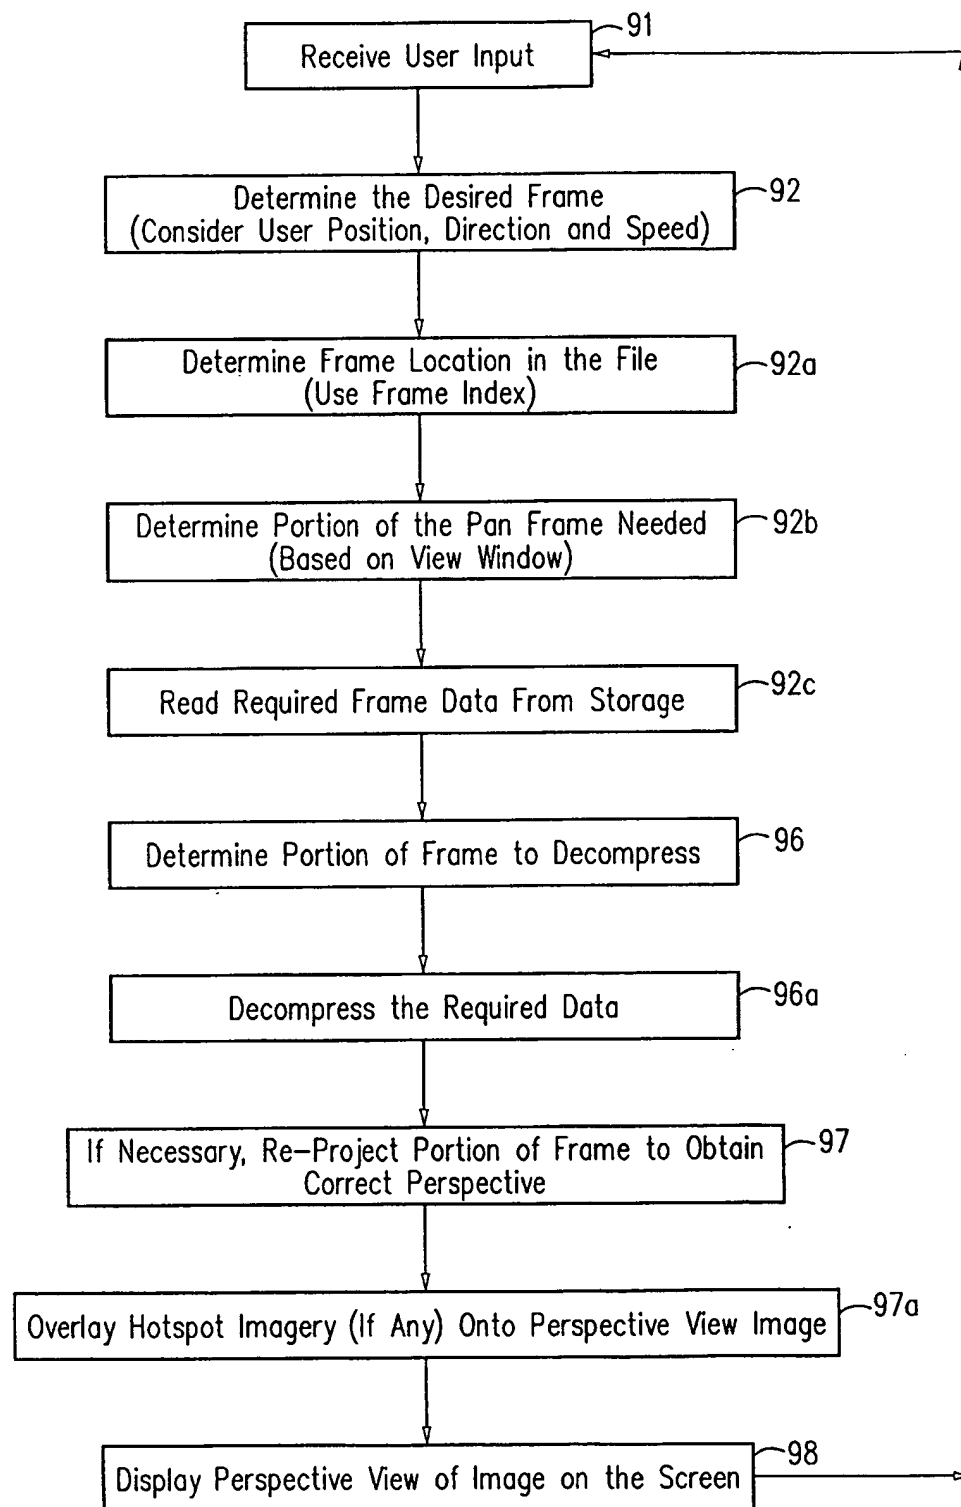 91
Receive User Input
92
Determine the Desired Frame
(Consider User Position, Direction and Speed)
92a
Determine Frame Location in the File
(Use Frame Index)
92b
Determine Portion of the Pan Frame Needed
(Based on View Window)
92c
Read Required Frame Data From Storage
96
Determine Portion of Frame to Decompress
96a
Decompress the Required Data
97
If Necessary, Re-Project Portion of Frame to Obtain
Correct Perspective
97a
Overlay Hotspot Imagery (If Any) Onto Perspective View Image
98
Display Perspective View of Image on the Screen